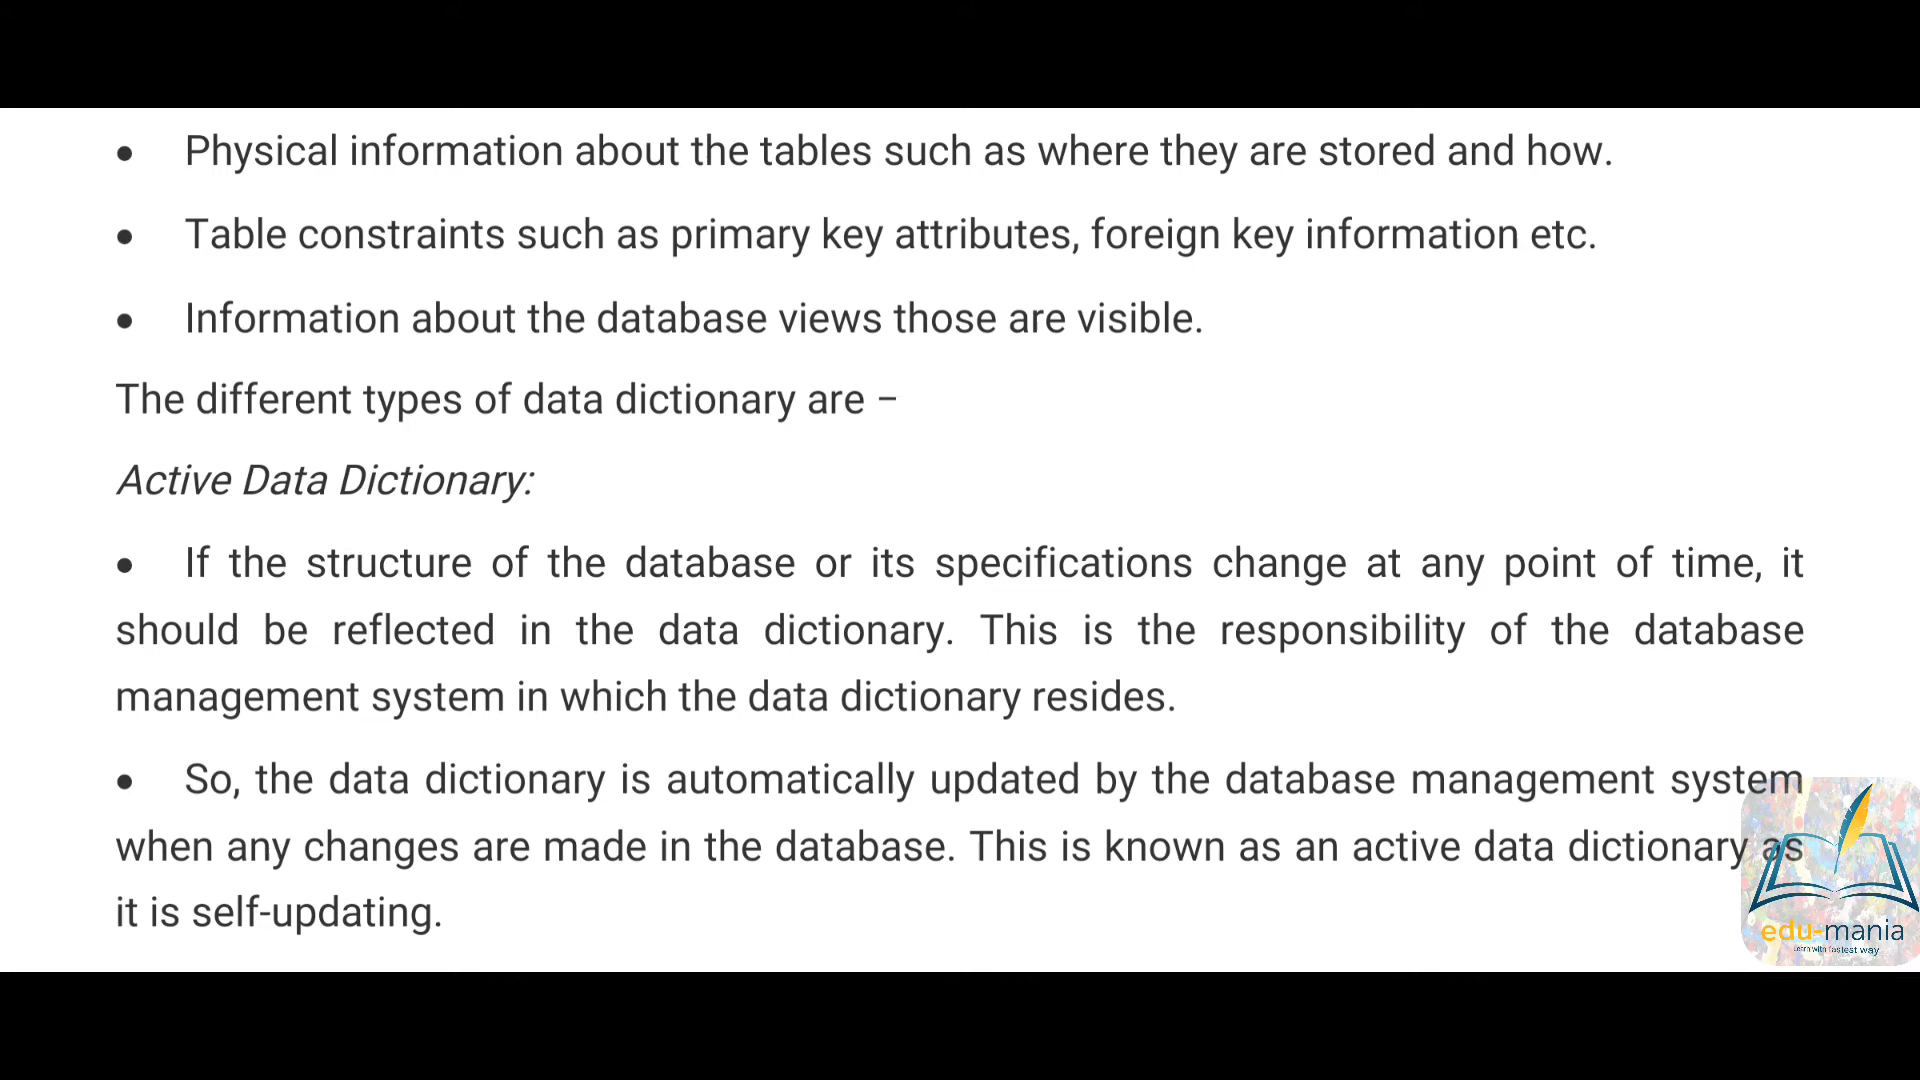 • Physical information about the tables such as where they are stored and how.
• Table constraints such as primary key attributes, foreign key information etc.
• Information about the database views those are visible.
The different types of data dictionary are –
Active Data Dictionary:
• If the structure of the database or its specifications change at any point of time, it
should be reflected in the data dictionary. This is the responsibility of the database
management system in which the data dictionary resides.
• So, the data dictionary is automatically updated by the database management system
when any changes are made in the database. This is known as an active data dictionary as
it is self-updating.
edu-mania
Learn with fastest way